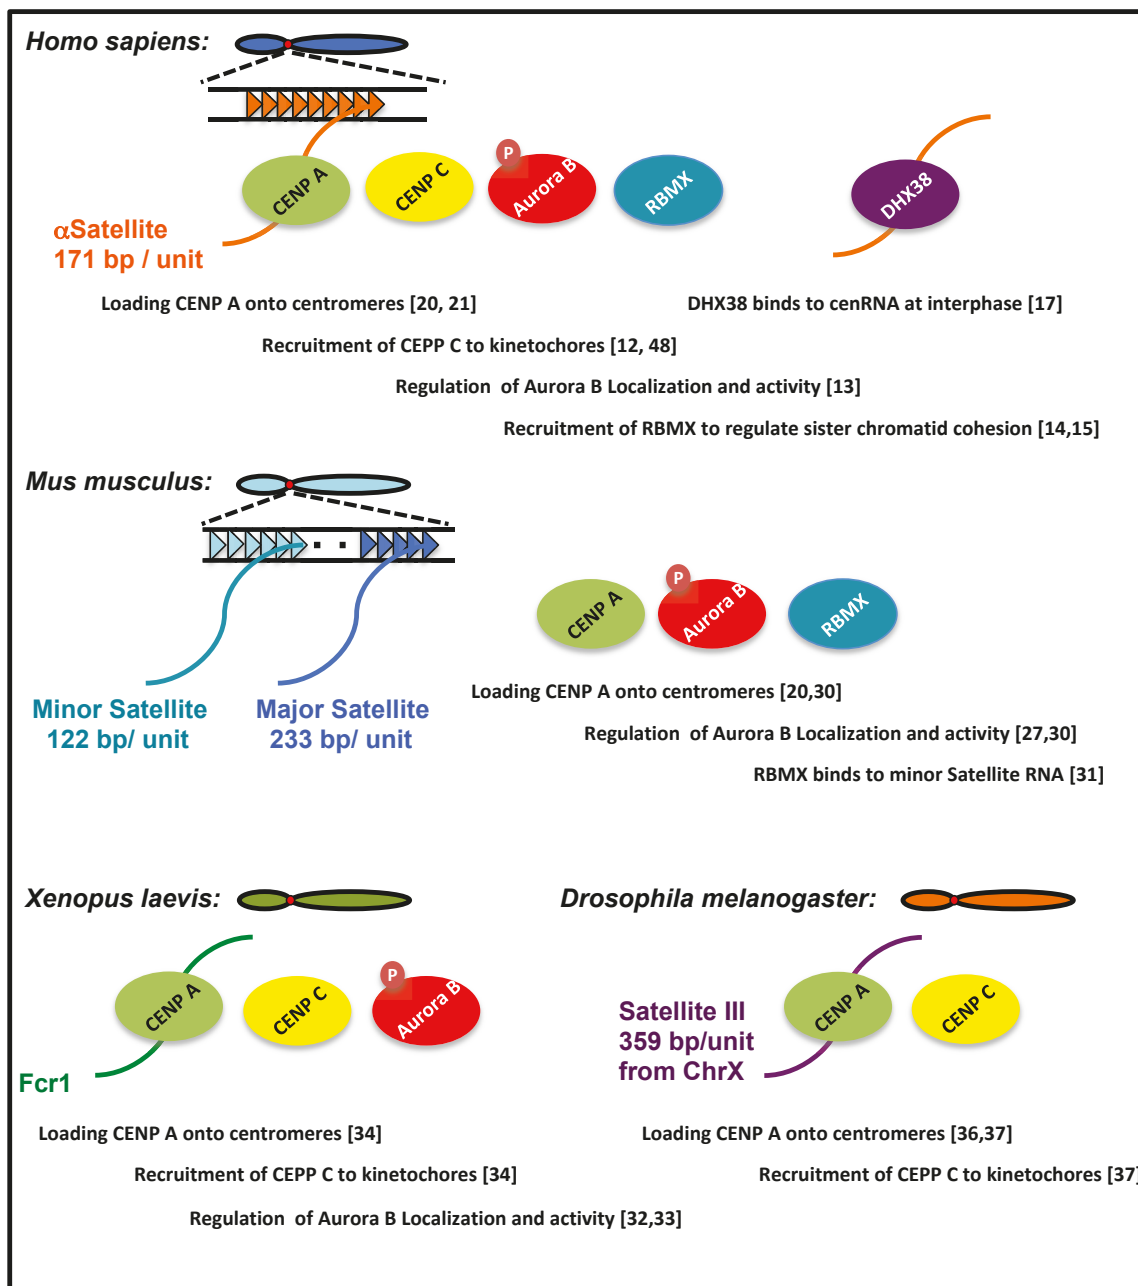 Homo sapiens:
CENP A
CENP C
P
Aurora B
RBMX
DHX38
αSatellite
171 bp / unit
Loading CENP A onto centromeres [20, 21]
DHX38 binds to cenRNA at interphase [17]
Recruitment of CEPP C to kinetochores [12, 48]
Regulation of Aurora B Localization and activity [13]
Recruitment of RBMX to regulate sister chromatid cohesion [14,15]
Mus musculus:
CENP A
P
Aurora B
RBMX
Minor Satellite
122 bp/ unit
Major Satellite
233 bp/ unit
Loading CENP A onto centromeres [20,30]
Regulation of Aurora B Localization and activity [27,30]
RBMX binds to minor Satellite RNA [31]
Xenopus laevis:
CENP A
CENP C
P
Aurora B
Fcr1
Loading CENP A onto centromeres [34]
Recruitment of CEPP C to kinetochores [34]
Regulation of Aurora B Localization and activity [32,33]
Drosophila melanogaster:
CENP A
CENP C
Satellite III
359 bp/unit
from ChrX
Loading CENP A onto centromeres [36,37]
Recruitment of CEPP C to kinetochores [37]